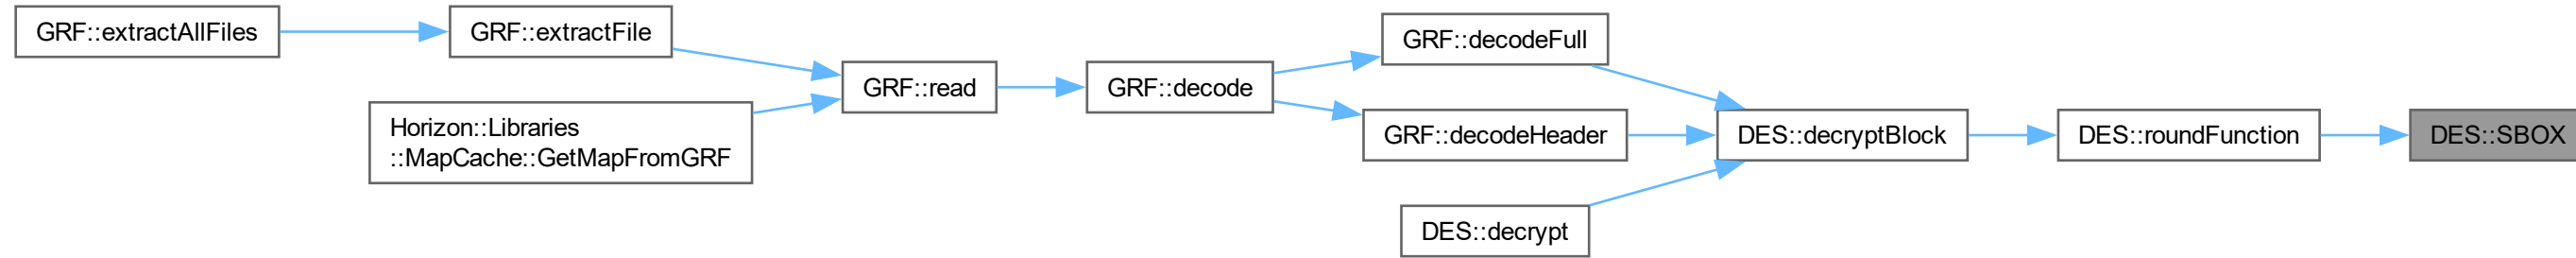 GRF::extractAllFiles
GRF::extractFile
Horizon::Libraries
::MapCache::GetMapFromGRF
GRF::read
GRF::decode
GRF::decodeFull
GRF::decodeHeader
DES::decrypt
DES::decryptBlock
DES::roundFunction
DES::SBOX